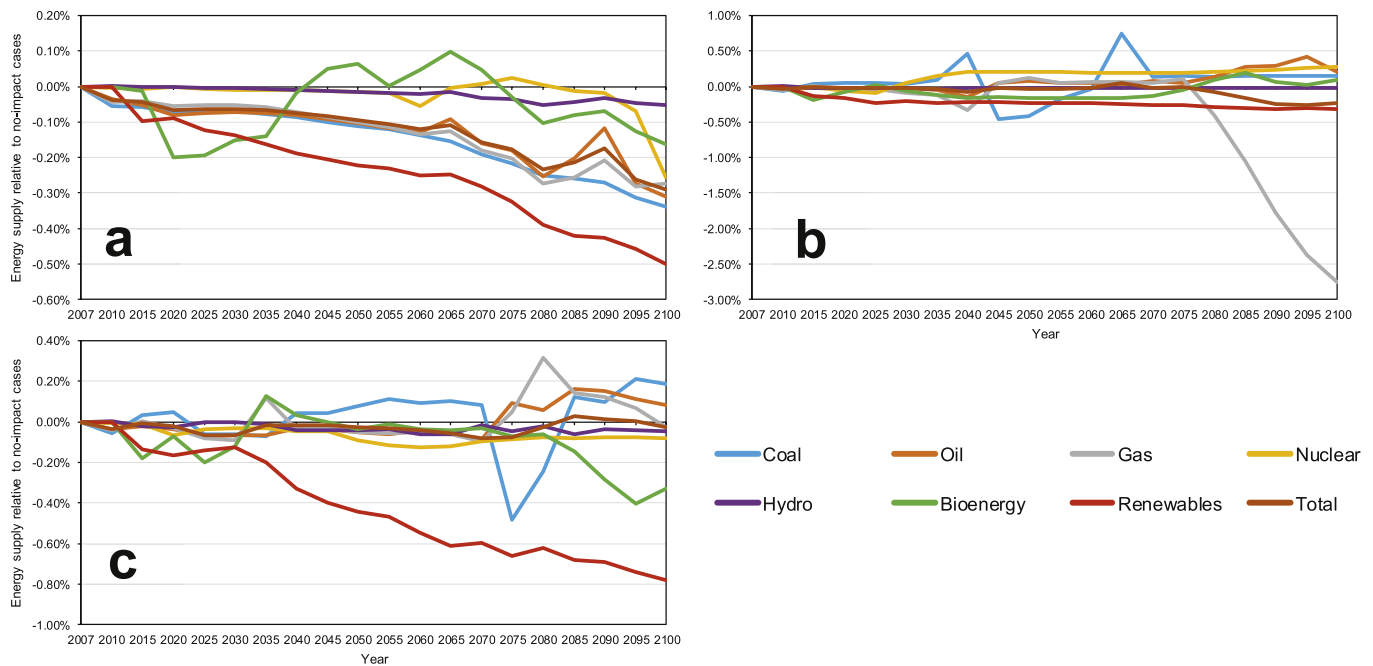 0.20%
0.10%
0.00%
-0.10%
-0.20%
-0.30%
-0.40%
-0.50%
-0.60%
Energy supply relative to no-impact cases
a
2007 2010 2015 2020 2025 2030 2035 2040 2045 2050 2055 2060 2065 2070 2075 2080 2085 2090 2095 2100
1.00%
0.50%
0.00%
-0.50%
-1.00%
-1.50%
-2.00%
-2.50%
-3.00%
b
2007 2010 2015 2020 2025 2030 2035 2040 2045 2050 2055 2060 2065 2070 2075 2080 2085 2090 2095 2100
Year
0.40%
0.20%
0.00%
-0.20%
-0.40%
-0.60%
-0.80%
-1.00%
Energy supply relative to no-impact cases
c
2007 2010 2015 2020 2025 2030 2035 2040 2045 2050 2055 2060 2065 2070 2075 2080 2085 2090 2095 2100
Year
Coal Oil Gas Nuclear
Hydro Bioenergy Renewables Total